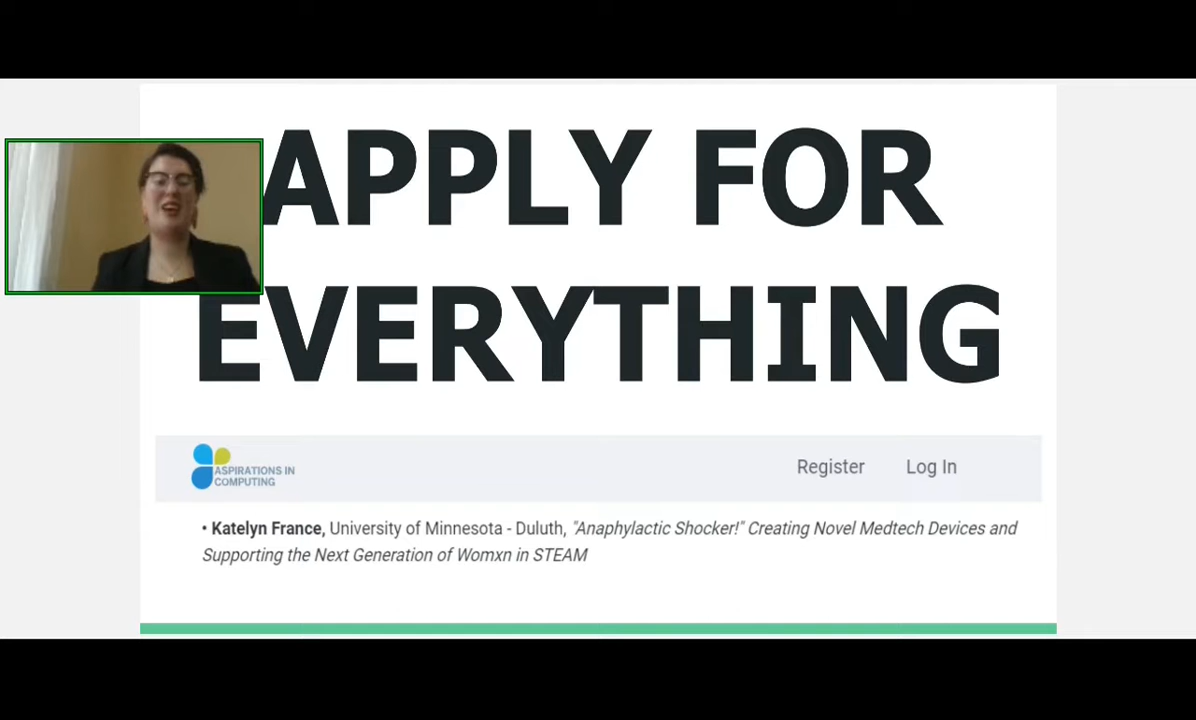 APPLY FOR
EVERYTHING
ASPIRATIONS IN
COMPUTING
Register
Log In
• Katelyn France, University of Minnesota - Duluth, "Anaphylactic Shocker!" Creating Novel Medtech Devices and
Supporting the Next Generation of Womxn in STEAM